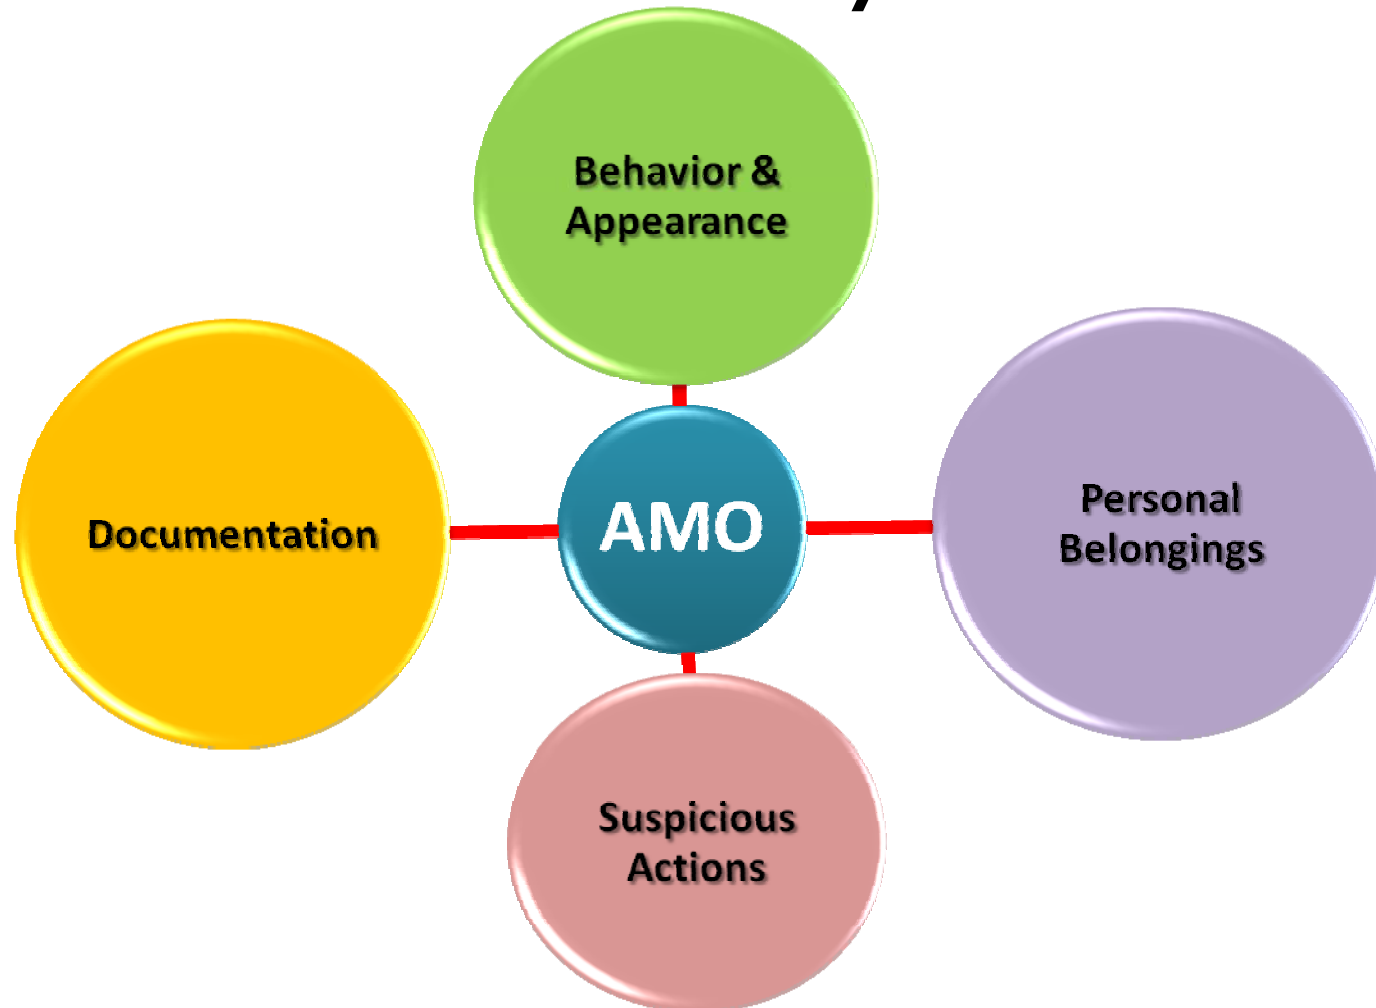 Behavior &
Appearance
Documentation
AMO
Personal
Belongings
Suspicious
Actions